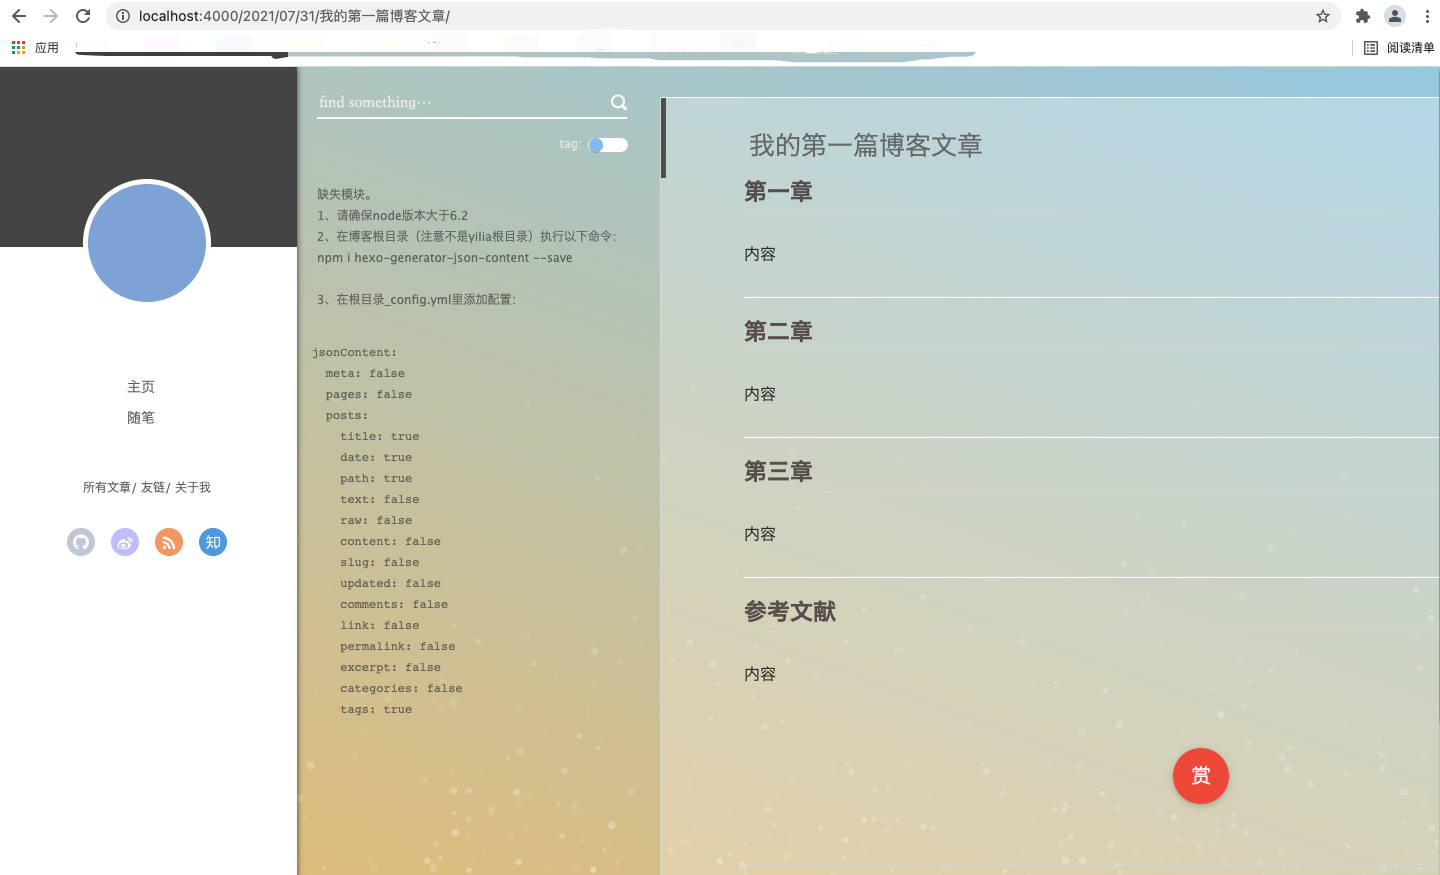 localhost:4000/2021/07/31/我的第一篇博客文章/
应用
阅读清单
主页
随笔
所有文章/ 友链/ 关于我
知
find something…
tag:
缺失模块。
1、请确保node版本大于6.2
2、在博客根目录（注意不是yilia根目录）执行以下命令：
npm i hexo-generator-json-content --save
3、在根目录_config.yml里添加配置：
jsonContent:
meta: false
pages: false
posts:
title: true
date: true
path: true
text: false
raw: false
content: false
slug: false
updated: false
comments: false
link: false
permalink: false
excerpt: false
categories: false
tags: true
我的第一篇博客文章
第一章
内容
第二章
内容
第三章
内容
参考文献
内容
赏